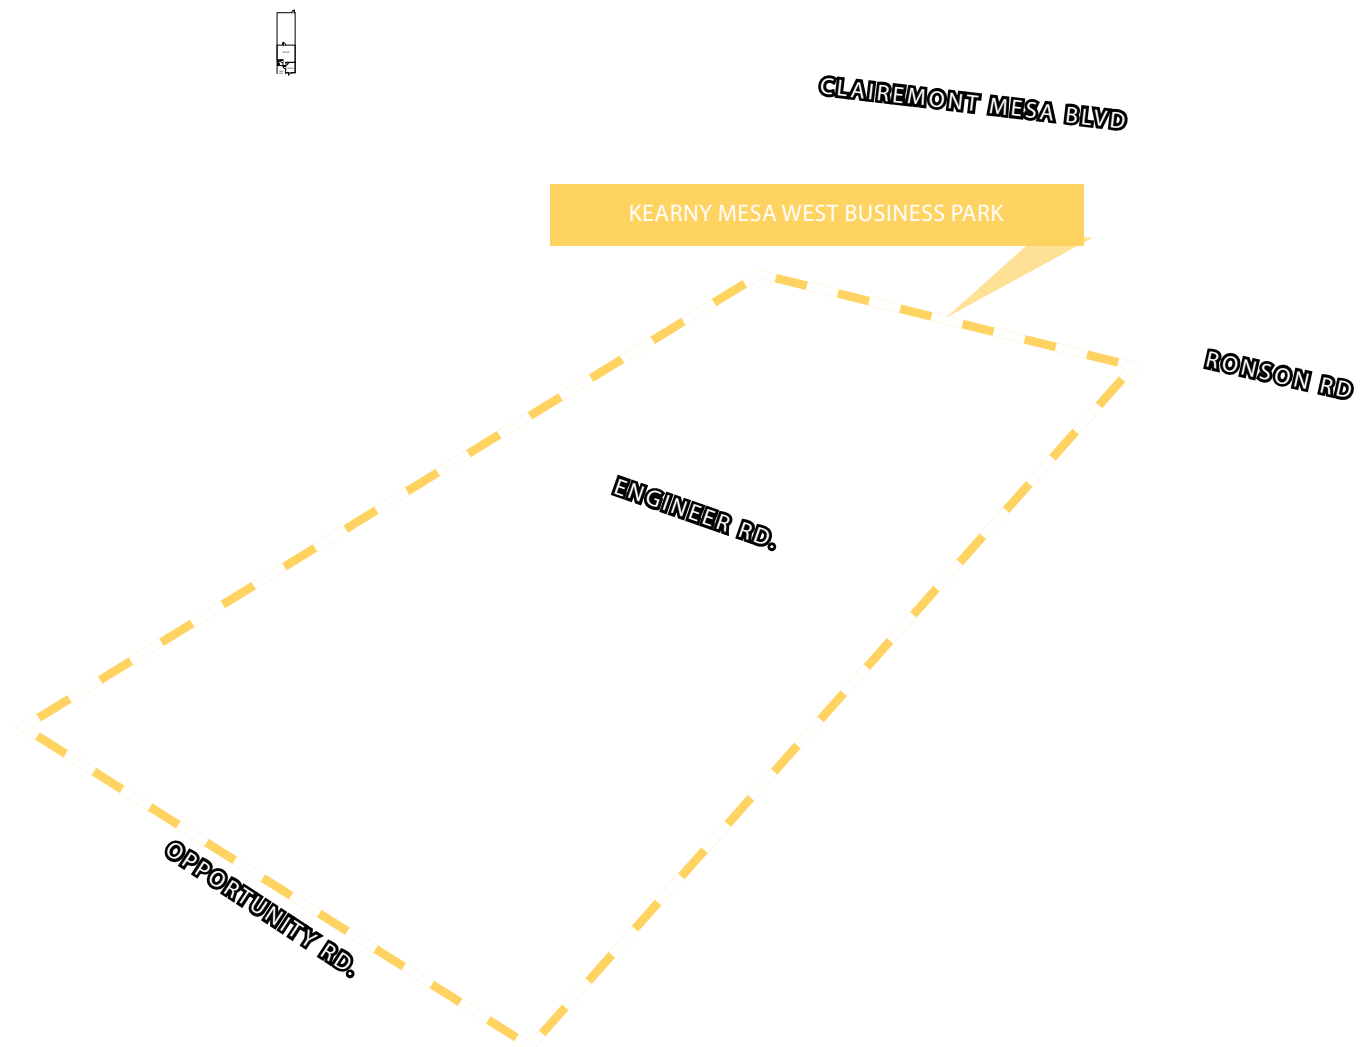 CLAIREMONT MESA BLVD
KEARNY MESA WEST BUSINESS PARK
RONSON RD
ENGINEER RD.
OPPORTUNITY RD.